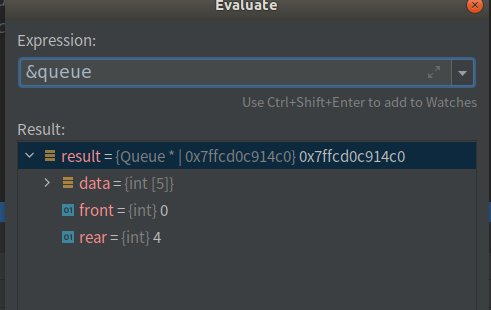 Evaluate
Expression:
&queue
Use Ctrl+Shift+Enter to add to Watches
Result:
result = {Queue * | 0x7ffcd0c914c0} 0x7ffcd0c914c0
data = {int [5]}
01 front = {int} 0
01 rear = {int} 4